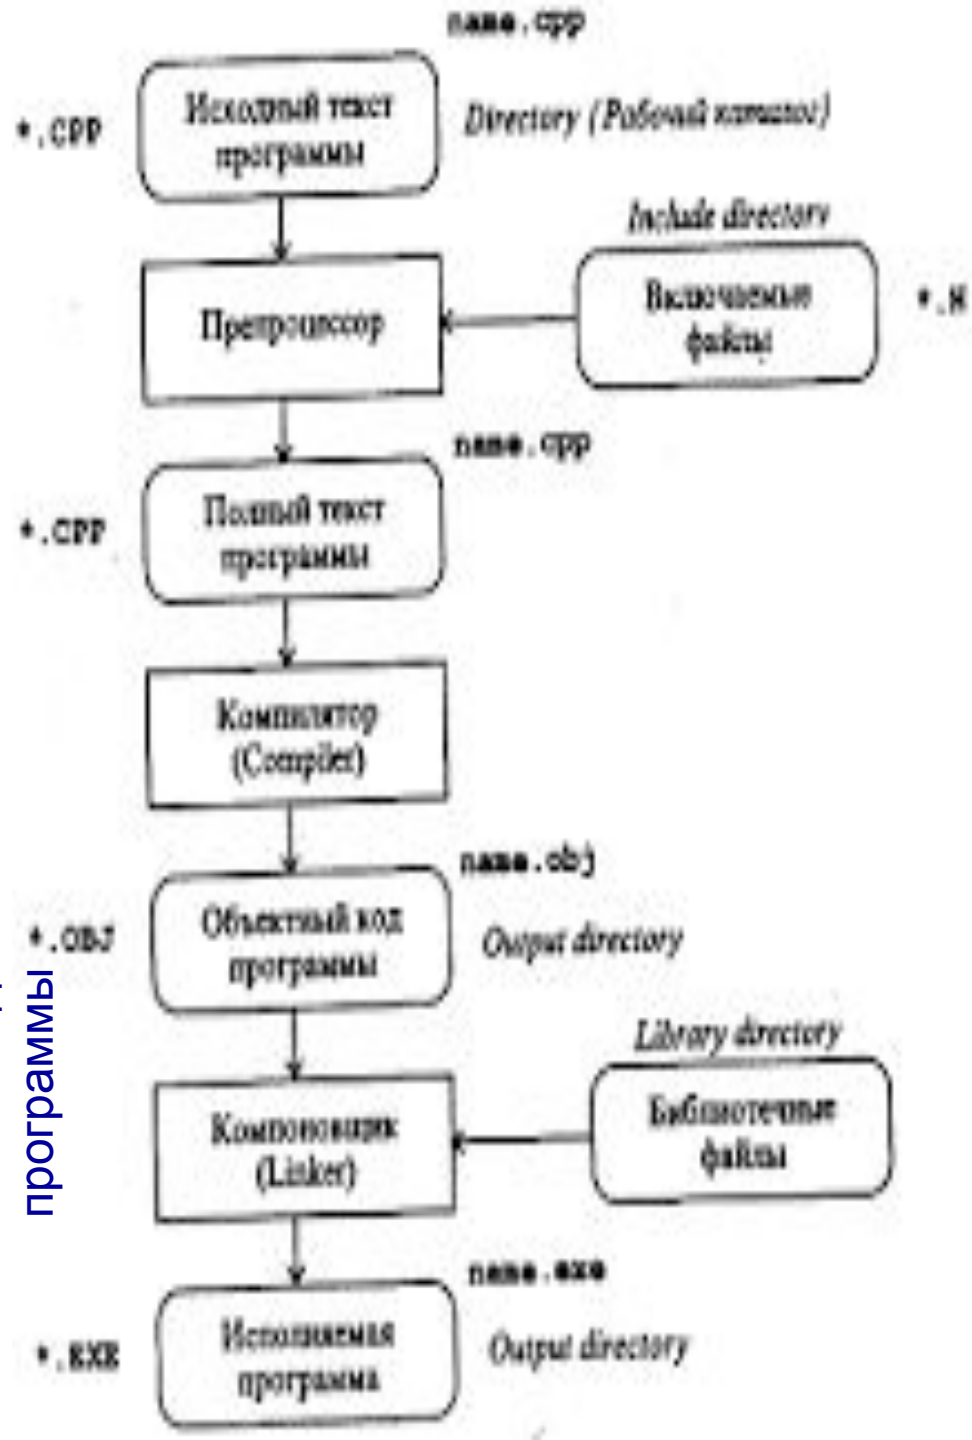 name.cpp
*.CPP
Исходный текст
программы
Directory (Рабочий каталог)
Include directory
Препроцессор
Включаемые
файлы
*.H
name.cpp
*.CPP
Полный текст
программы
Компилятор
(Compiler)
name.obj
*.OBJ
Объектный код
программы
Output directory
программы
Library directory
Компоновщик
(Linker)
Библиотечные
файлы
name.exe
*.EXE
Исполняемая
программа
Output directory